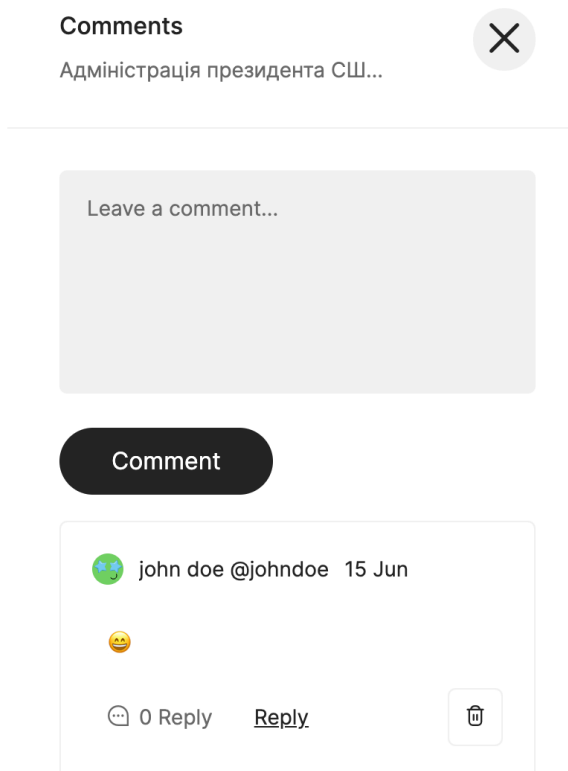 Comments
Адміністрація президента СШ...
Leave a comment...
Comment
john doe @johndoe 15 Jun
😄
0 Reply Reply